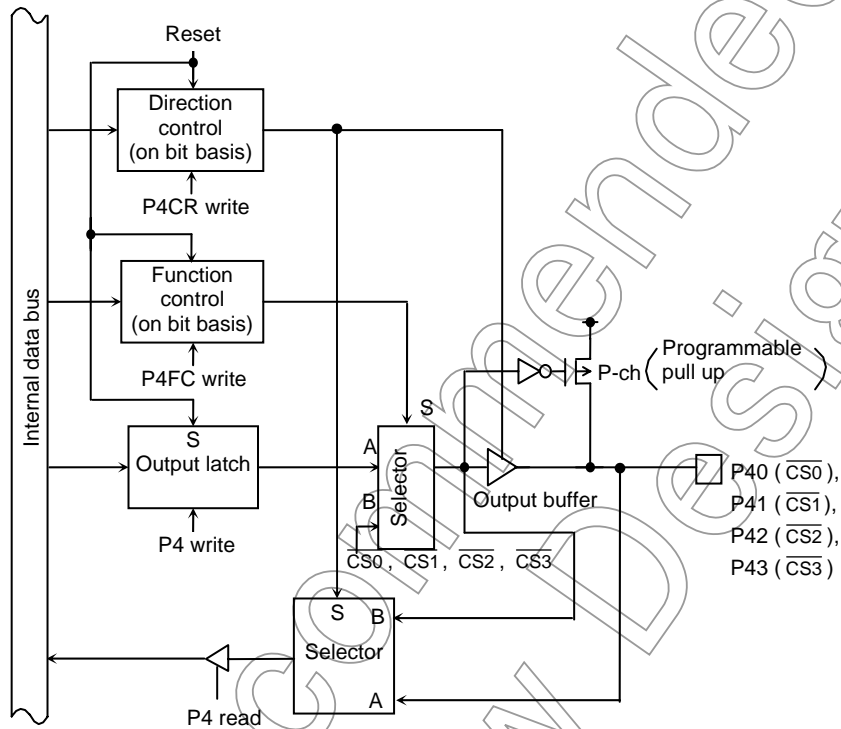 Reset
Direction
control
(on bit basis)
P4CR write
Function
control
(on bit basis)
P4FC write
Internal data bus
S
Output latch
P4 write
S
A
B
Selector
Output buffer
P-ch
(Programmable
pull up)
P40 (CS0),
P41 (CS1),
P42 (CS2),
P43 (CS3)
CS0, CS1, CS2, CS3
S
B
Selector
A
P4 read